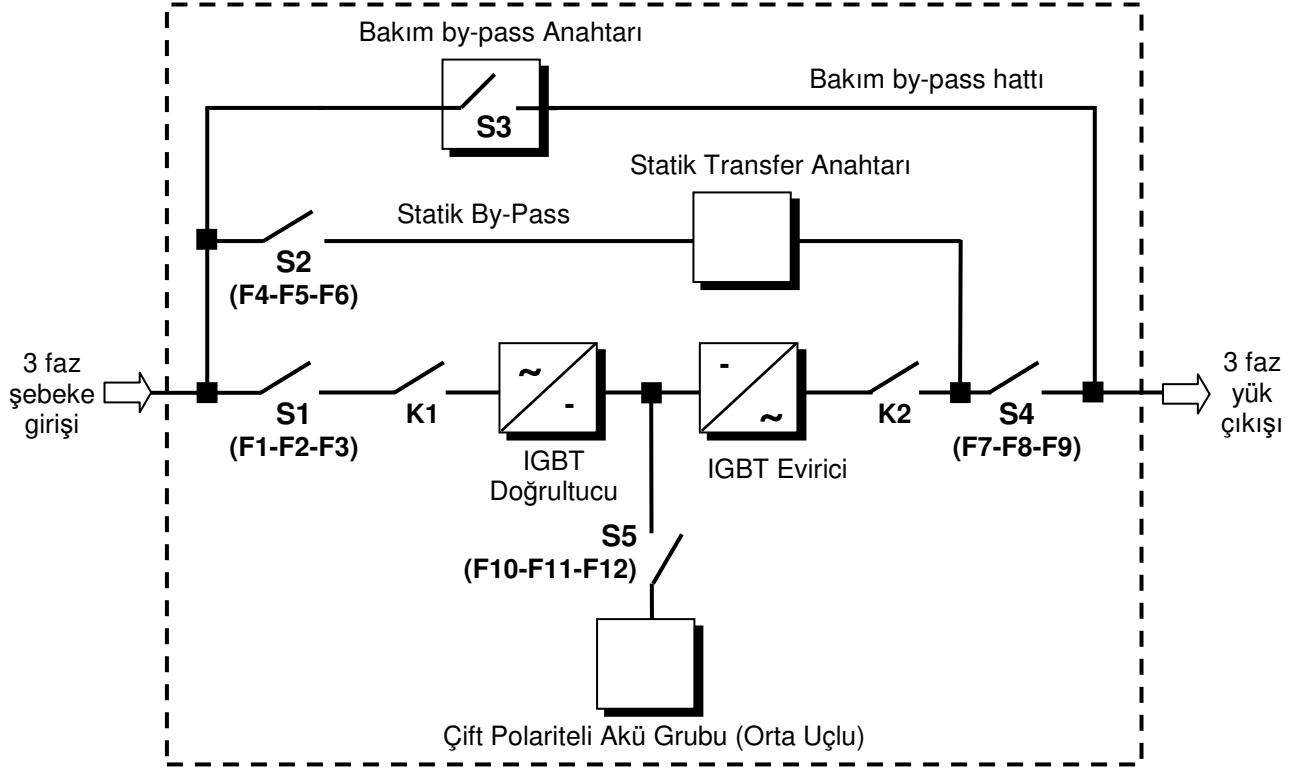 Bakım by-pass Anahtarı
Bakım by-pass hattı
S3
Statik Transfer Anahtarı
Statik By-Pass
S2
(F4-F5-F6)
3 faz
şebeke
girişi
S1
(F1-F2-F3)
K1
~
-
IGBT
Doğrultucu
-
~
IGBT Evirici
K2
S4
(F7-F8-F9)
3 faz
yük
çıkışı
S5
(F10-F11-F12)
Çift Polariteli Akü Grubu (Orta Uçlu)